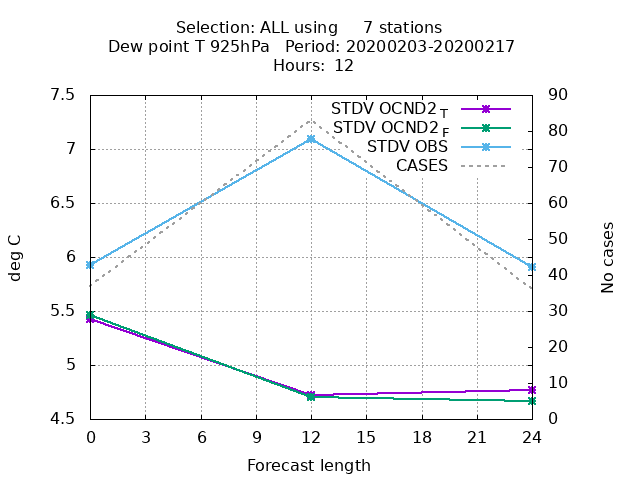 Selection: ALL using 7 stations
Dew point T 925hPa Period: 20200203-20200217
Hours: 12
STDV OCND2_T
STDV OCND2_F
STDV OBS
CASES
7.5
7
6.5
6
5.5
5
4.5
deg C
90
80
70
60
50
40
30
20
10
0
No cases
0 3 6 9 12 15 18 21 24
Forecast length